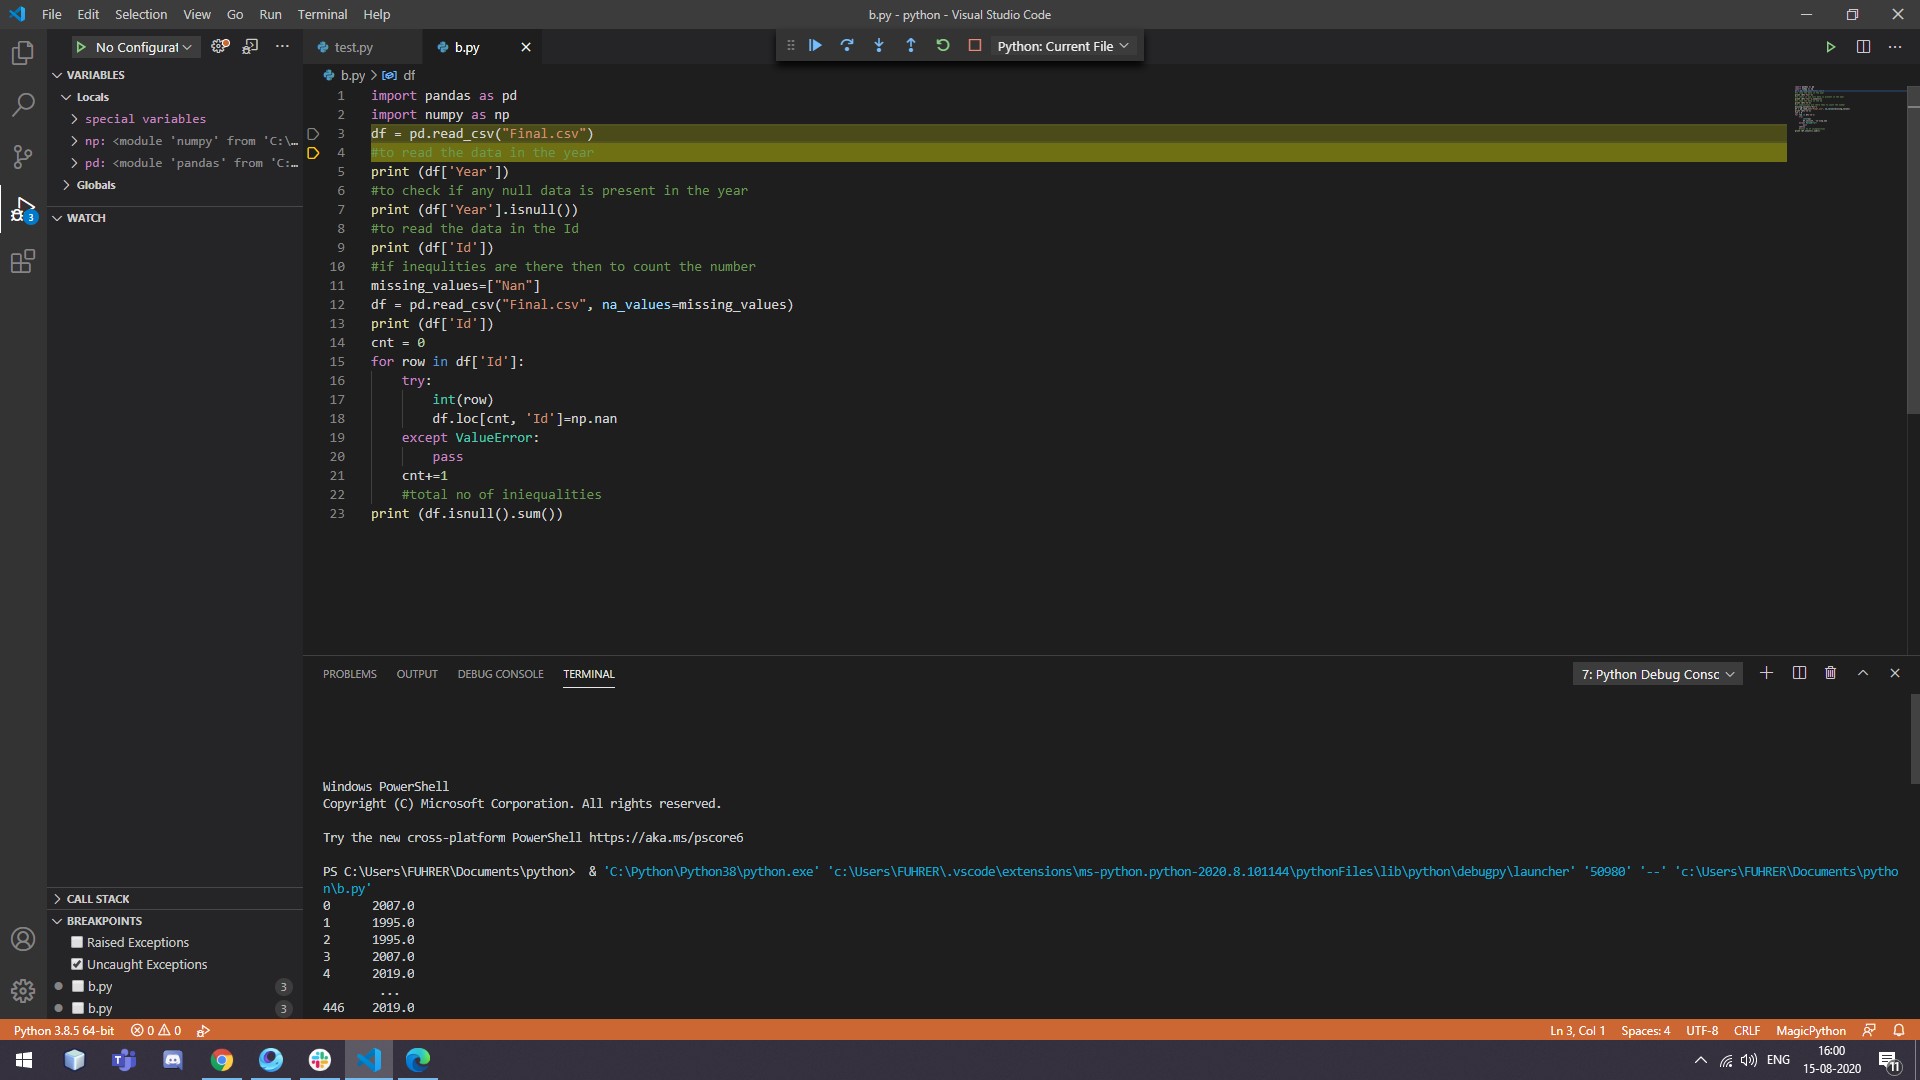 File Edit Selection View Go Run Terminal Help
b.py - python - Visual Studio Code
No Configurat
test.py
b.py
Python: Current File
VARIABLES
Locals
special variables
np: <module 'numpy' from 'C:\...
pd: <module 'pandas' from 'C:...
Globals
WATCH
3
b.py > df
1 import pandas as pd
2 import numpy as np
3 df = pd.read_csv("Final.csv")
4 #to read the data in the year
5 print (df['Year'])
6 #to check if any null data is present in the year
7 print (df['Year'].isnull())
8 #to read the data in the Id
9 print (df['Id'])
10 #if inequlities are there then to count the number
11 missing_values=["Nan"]
12 df = pd.read_csv("Final.csv", na_values=missing_values)
13 print (df['Id'])
14 cnt = 0
15 for row in df['Id']:
16     try:
17         int(row)
18         df.loc[cnt, 'Id']=np.nan
19     except ValueError:
20         pass
21     cnt+=1
22     #total no of iniequalities
23 print (df.isnull().sum())
PROBLEMS OUTPUT DEBUG CONSOLE TERMINAL
7: Python Debug Consc
Windows PowerShell
Copyright (C) Microsoft Corporation. All rights reserved.
Try the new cross-platform PowerShell https://aka.ms/pscore6
PS C:\Users\FUHRER\Documents\python>  & 'C:\Python\Python38\python.exe' 'c:\Users\FUHRER\.vscode\extensions\ms-python.python-2020.8.101144\pythonFiles\lib\python\debugpy\launcher' '50980' '--' 'c:\Users\FUHRER\Documents\pytho
n\b.py'
0      2007.0
1      1995.0
2      1995.0
3      2007.0
4      2019.0
...
446    2019.0
CALL STACK
BREAKPOINTS
Raised Exceptions
Uncaught Exceptions
b.py 3
b.py 3
Python 3.8.5 64-bit 0 0
Ln 3, Col 1 Spaces: 4 UTF-8 CRLF MagicPython
ENG
16:00
15-08-2020
11